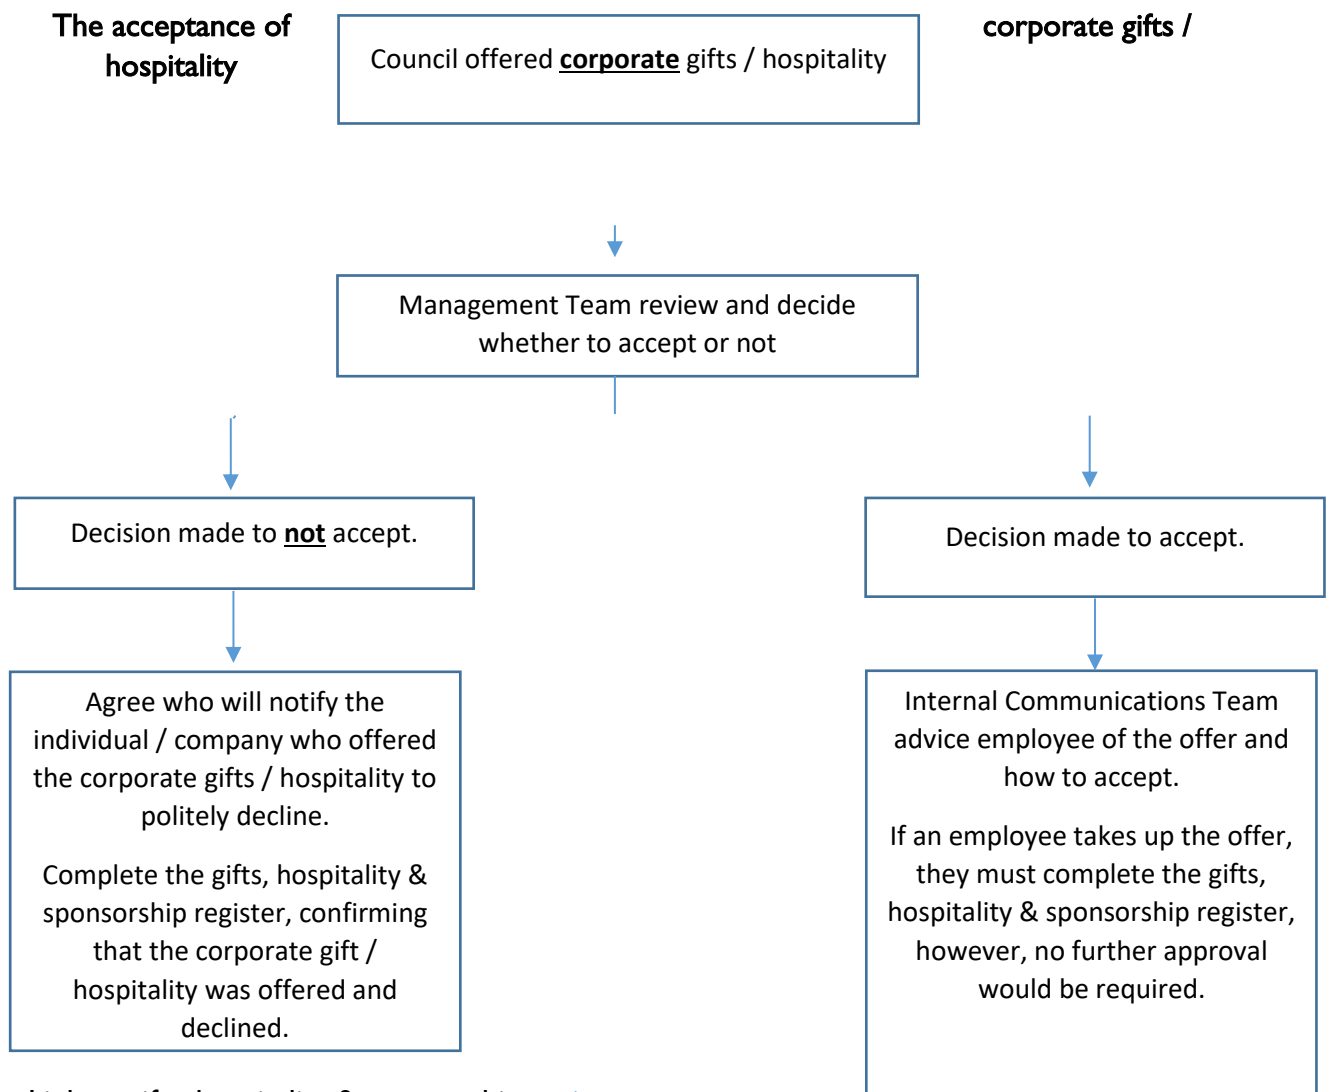 The acceptance of corporate gifts /
hospitality
Council offered corporate gifts / hospitality
Management Team review and decide
whether to accept or not
Decision made to not accept.
Decision made to accept.
Agree who will notify the
individual / company who offered
the corporate gifts / hospitality to
politely decline.
Complete the gifts, hospitality &
sponsorship register, confirming
that the corporate gift /
hospitality was offered and
declined.
Internal Communications Team
advice employee of the offer and
how to accept.
If an employee takes up the offer,
they must complete the gifts,
hospitality & sponsorship register,
however, no further approval
would be required.